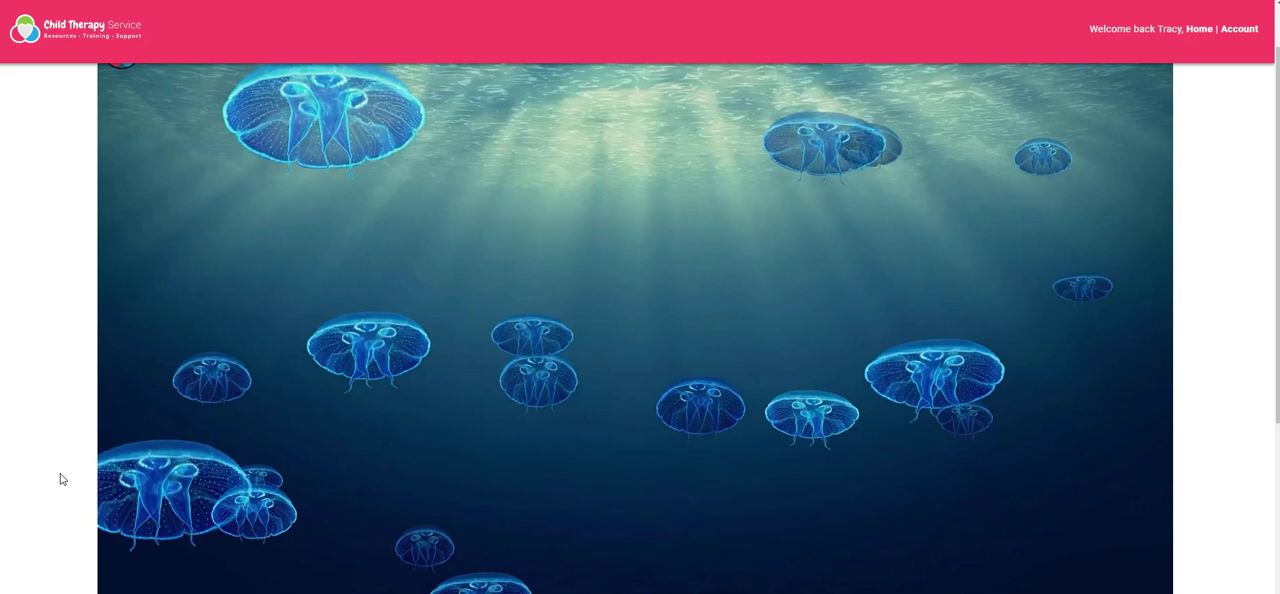 Child Therapy Service
Resources - Training - Support
Welcome back Tracy, Home | Account